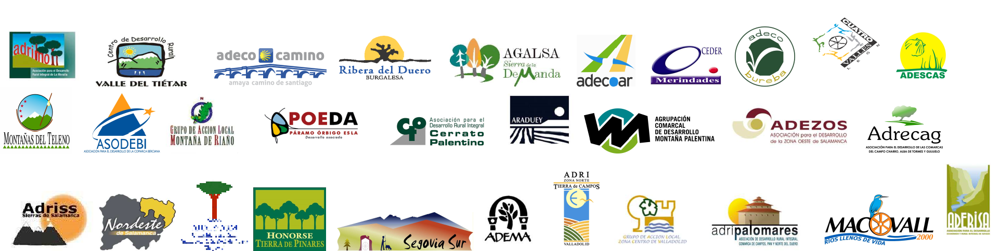 adrimo
Asociación para el Desarrollo
Rural Integral de La Moraña
Centro de Desarrollo Rural
VALLE DEL TIÉTAR
adeco camino
amaya camino de santiago
Ribera del Duero
BURGALESA
AGALSA
Sierra de la
DeManda
adecoar
CEDER
Merindades
adeco
bureba
CUATRO
VALLES
LEON
ADESCAS
MONTAÑAS DEL TELENO
ASODEBI
ASOCIACIÓN PARA EL DESARROLLO DE LA COMARCA BERCIANA
N
GRUPO DE ACCION LOCAL
MONTAÑA DE RIAÑO
POEDA
PÁRAMO ÓRBIGO ESLA
Desarrollo asociado
Asociación para el
Desarrollo Rural Integral
Cerrato
Palentino
ARADUEY
AGRUPACIÓN
COMARCAL
DE DESARROLLO
MONTAÑA PALENTINA
ADEZOS
ASOCIACIÓN para el DESARROLLO
de la ZONA OESTE de SALAMANCA
Adrecag
ASOCIACIÓN PARA EL DESARROLLO DE LAS COMARCAS
DEL CAMPO CHARRO, ALBA DE TORMES Y GUIJUELO
Adriss
Sierras de Salamanca
Nordeste
de Salamanca
HONORSE
TIERRA DE PINARES
Segovia Sur
ADEMA
ADRI
ZONA NORTE
TIERRA de CAMPOS
VALLADOLID
GRUPO DE ACCION LOCAL
ZONA CENTRO DE VALLADOLID
adripalomares
ASOCIACIÓN DE DESARROLLO RURAL INTEGRAL
COMARCA DE CAMPOS, PAN Y NORTE DEL DUERO
MACOVALL
2000
RIOS LLENOS DE VIDA
ADERISA
ASOCIACIÓN PARA EL DESARROLLO